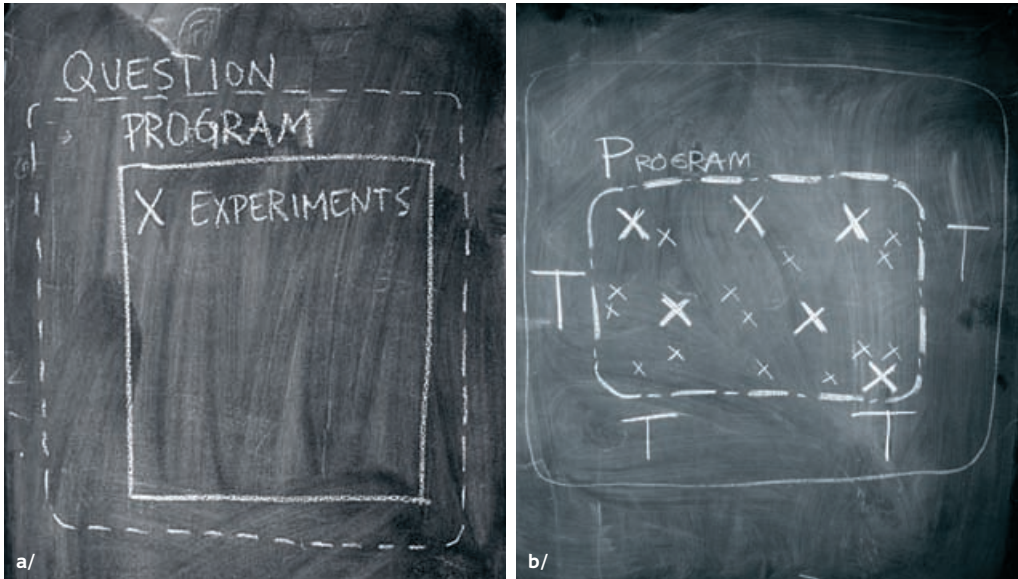 QUESTION
PROGRAM
X EXPERIMENTS
a/
PROGRAM
X X X
x x
x x
T
T
x x
x X x X
x x x
x x x x X
T T
b/